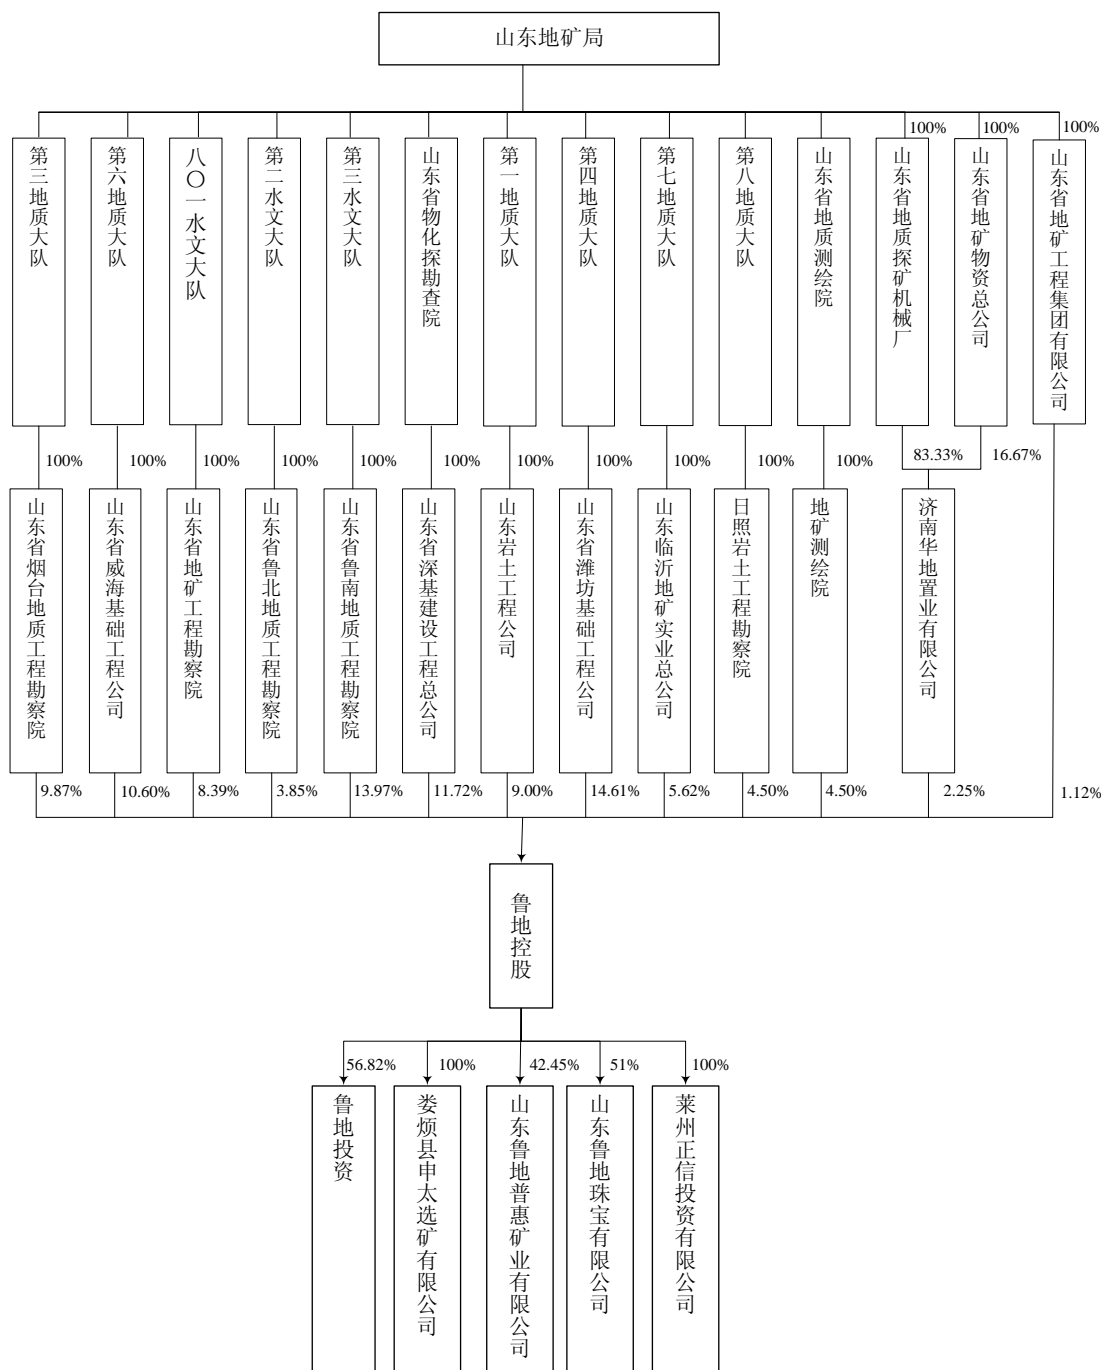 山东地矿局
100%
100%
100%
第三地质大队
第六地质大队
八〇一水文大队
第二水文大队
第三水文大队
山东省物化探勘查院
第一地质大队
第四地质大队
第七地质大队
第八地质大队
山东省地质测绘院
山东省地质探矿机械厂
山东省地矿物资总公司
山东省地矿工程集团有限公司
100%
100%
100%
100%
100%
100%
100%
100%
100%
100%
100%
83.33%
16.67%
山东省烟台地质工程勘察院
山东省威海基础工程公司
山东省地矿工程勘察院
山东省鲁北地质工程勘察院
山东省鲁南地质工程勘察院
山东省深基建设工程总公司
山东岩土工程公司
山东省潍坊基础工程公司
山东临沂地矿实业总公司
日照岩土工程勘察院
地矿测绘院
济南华地置业有限公司
9.87%
10.60%
8.39%
3.85%
13.97%
11.72%
9.00%
14.61%
5.62%
4.50%
4.50%
2.25%
1.12%
鲁地控股
56.82%
100%
42.45%
51%
100%
鲁地投资
娄烦县申太选矿有限公司
山东鲁地普惠矿业有限公司
山东鲁地珠宝有限公司
莱州正信投资有限公司